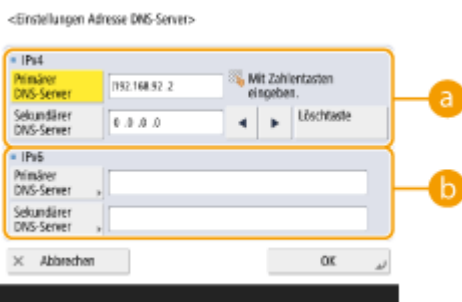 <Einstellungen Adresse DNS-Server>
IPv4
Primärer
DNS-Server
192.168.92 .2
Mit Zahlentasten
eingeben.
Sekundärer
DNS-Server
0 .0 .0 .0
◄
►
Löschtaste
a
IPv6
Primärer
DNS-Server
Sekundärer
DNS-Server
b
× Abbrechen
OK